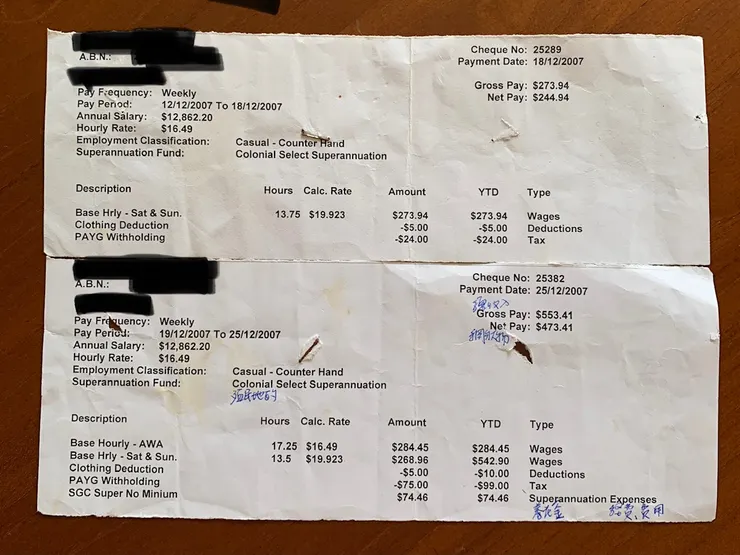 A.B.N.:
Cheque No: 25289
Payment Date: 18/12/2007
Pay Frequency: Weekly
Gross Pay: $273.94
Pay Period: 12/12/2007 To 18/12/2007
Net Pay: $244.94
Annual Salary: $12,862.20
Hourly Rate: $16.49
Employment Classification: Casual - Counter Hand
Superannuation Fund: Colonial Select Superannuation
Description Hours Calc. Rate Amount YTD Type
Base Hrly - Sat & Sun. 13.75 $19.923 $273.94 $273.94 Wages
Clothing Deduction -$5.00 -$5.00 Deductions
PAYG Withholding -$24.00 -$24.00 Tax
A.B.N.:
Cheque No: 25382
Payment Date: 25/12/2007
Pay Frequency: Weekly
Gross Pay: $553.41
Pay Period: 19/12/2007 To 25/12/2007
Net Pay: $473.41
Annual Salary: $12,862.20
Hourly Rate: $16.49
Employment Classification: Casual - Counter Hand
Superannuation Fund: Colonial Select Superannuation
殖民地的
Description Hours Calc. Rate Amount YTD Type
Base Hourly - AWA 17.25 $16.49 $284.45 $284.45 Wages
Base Hrly - Sat & Sun. 13.5 $19.923 $268.96 $542.90 Wages
Clothing Deduction -$5.00 -$10.00 Deductions
PAYG Withholding -$75.00 -$99.00 Tax
SGC Super No Minium $74.46 $74.46 Superannuation Expenses
养老金 费用